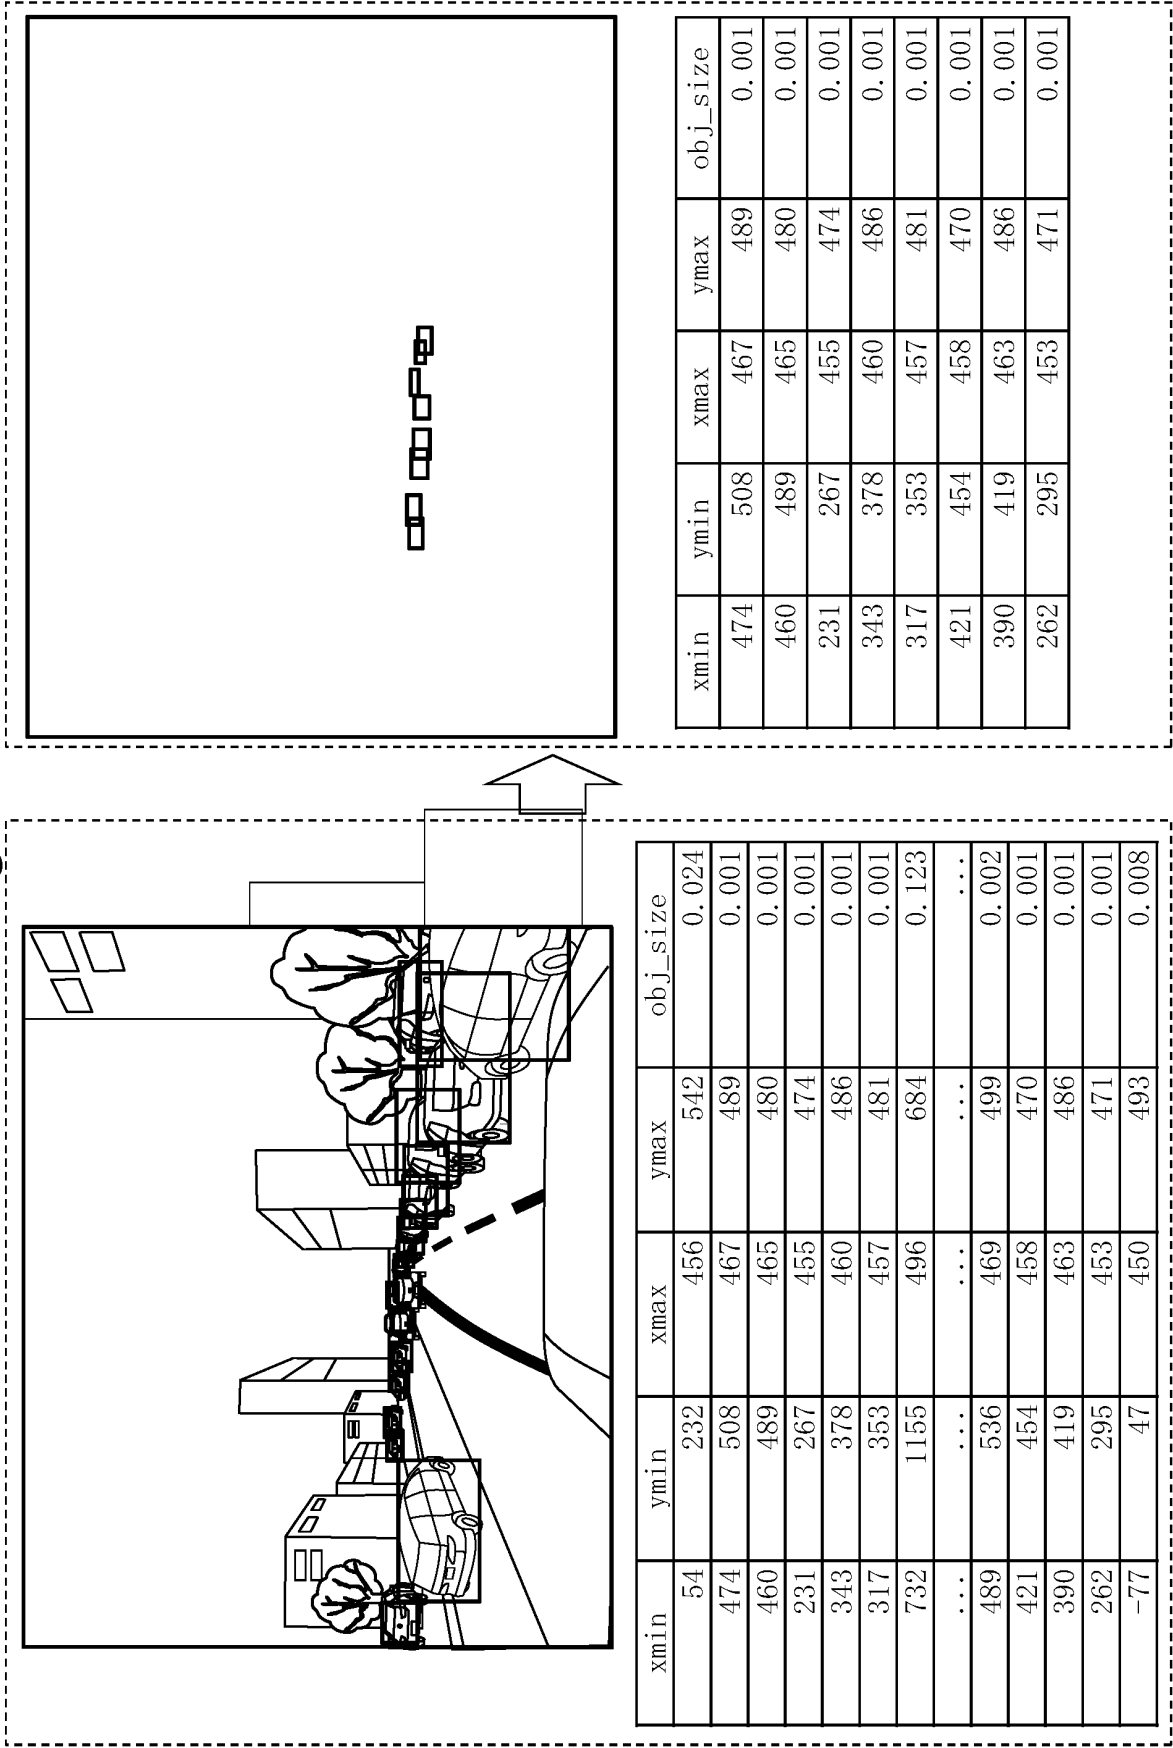 xmin ymin xmax ymax obj_size
54 232 456 542 0.024
474 508 467 489 0.001
460 489 465 480 0.001
231 267 455 474 0.001
343 378 460 486 0.001
317 353 457 481 0.001
732 1155 496 684 0.123
... ... ... ... ...
489 536 469 499 0.002
421 454 458 470 0.001
390 419 463 486 0.001
262 295 453 471 0.001
-77 47 450 493 0.008
xmin ymin xmax ymax obj_size
474 508 467 489 0.001
460 489 465 480 0.001
231 267 455 474 0.001
343 378 460 486 0.001
317 353 457 481 0.001
421 454 458 470 0.001
390 419 463 486 0.001
262 295 453 471 0.001